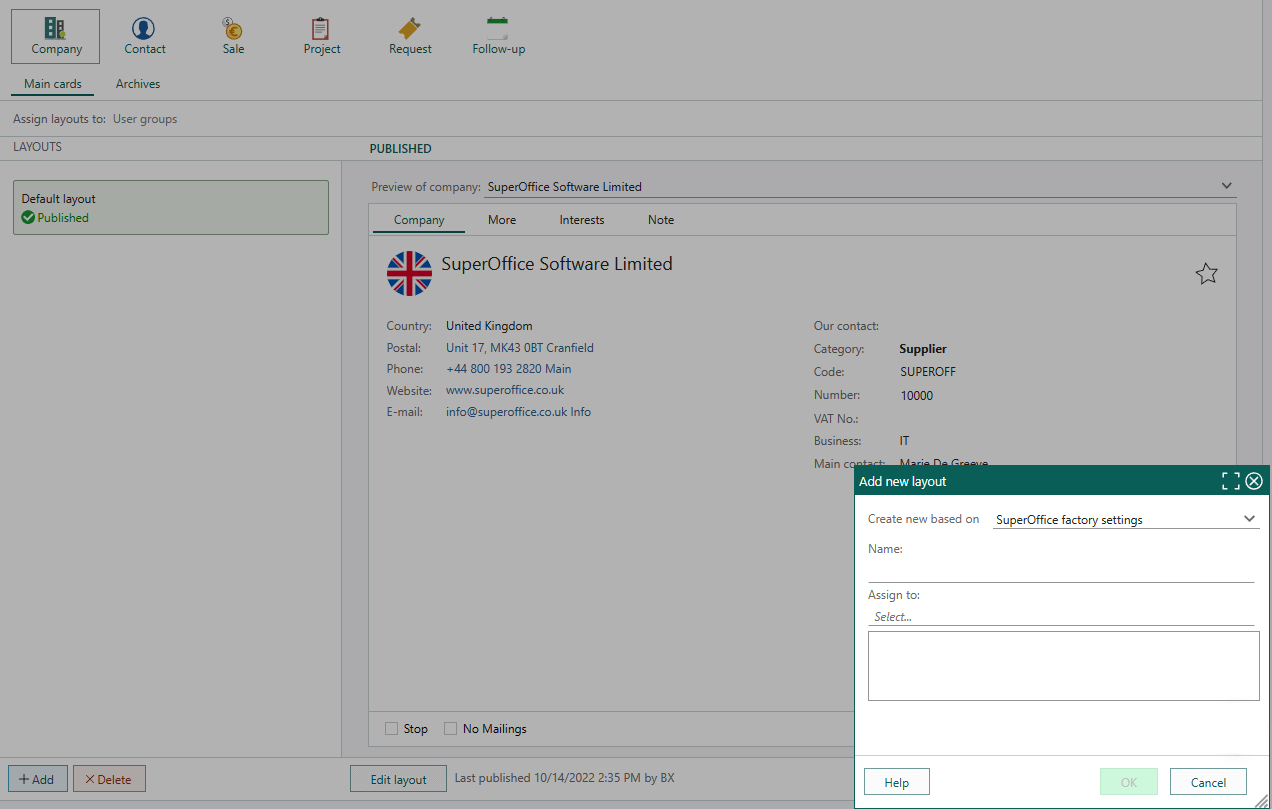 Company Contact Sale Project Request Follow-up
Main cards Archives
Assign layouts to: User groups
LAYOUTS
PUBLISHED
Default layout
Published
Preview of company: SuperOffice Software Limited
Company More Interests Note
SuperOffice Software Limited
Country: United Kingdom
Postal: Unit 17, MK43 0BT Cranfield
Phone: +44 800 193 2820 Main
Website: www.superoffice.co.uk
E-mail: info@superoffice.co.uk Info
Our contact:
Category: Supplier
Code: SUPEROFF
Number: 10000
VAT No.:
Business: IT
Main contact: Marie De Greeve
Stop No Mailings
Add Delete
Edit layout Last published 10/14/2022 2:35 PM by BX
Add new layout
Create new based on SuperOffice factory settings
Name:
Assign to:
Select...
Help OK Cancel